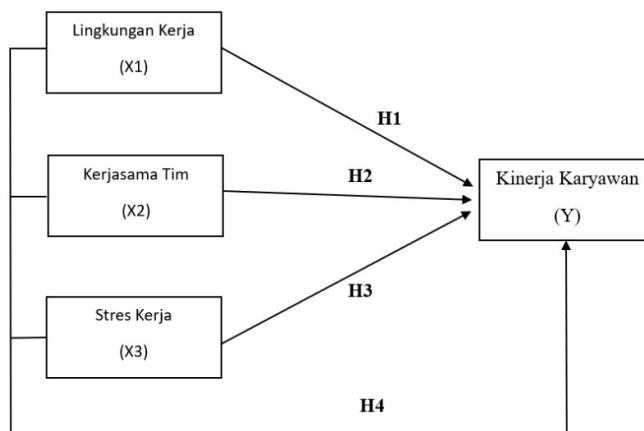 Lingkungan Kerja
(X1)
H1
Kerjasama Tim
(X2)
H2
Kinerja Karyawan
(Y)
H3
Stres Kerja
(X3)
H4